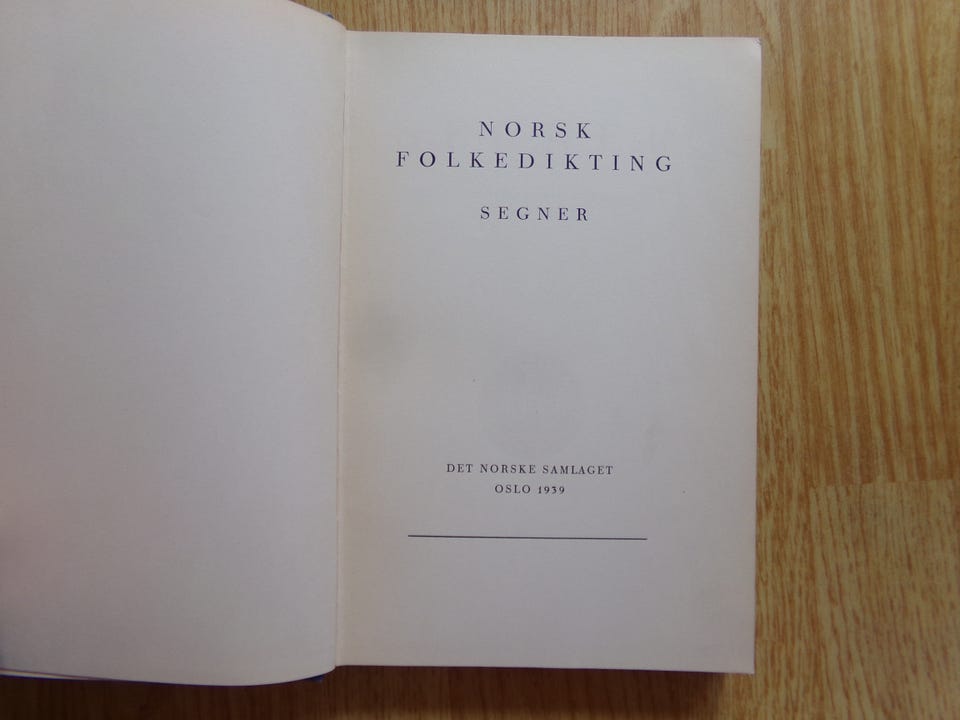 NORSK
FOLKEDIKTING
SEGNER
DET NORSKE SAMLAGET
OSLO 1939